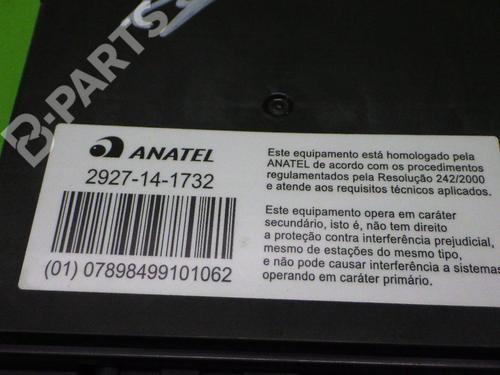 B-PARTS
ANATEL
2927-14-1732
(01) 07898499101062
Este equipamento está homologado pela
ANATEL de acordo com os procedimentos
regulamentados pela Resolução 242/2000
e atende aos requisitos técnicos aplicados.
Este equipamento opera em caráter
secundário, isto é, não tem direito
a proteção contra interferência prejudicial,
mesmo de estações do mesmo tipo,
e não pode causar interferência a sistemas
operando em caráter primário.